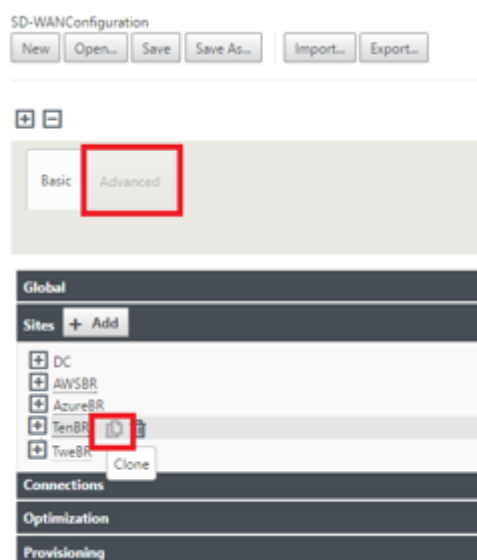 SD-WANConfiguration
New Open... Save Save As... Import... Export...
Basic Advanced
Global
Sites + Add
DC
AWSBR
AzureBR
TenBR
TweBR
Clone
Connections
Optimization
Provisioning